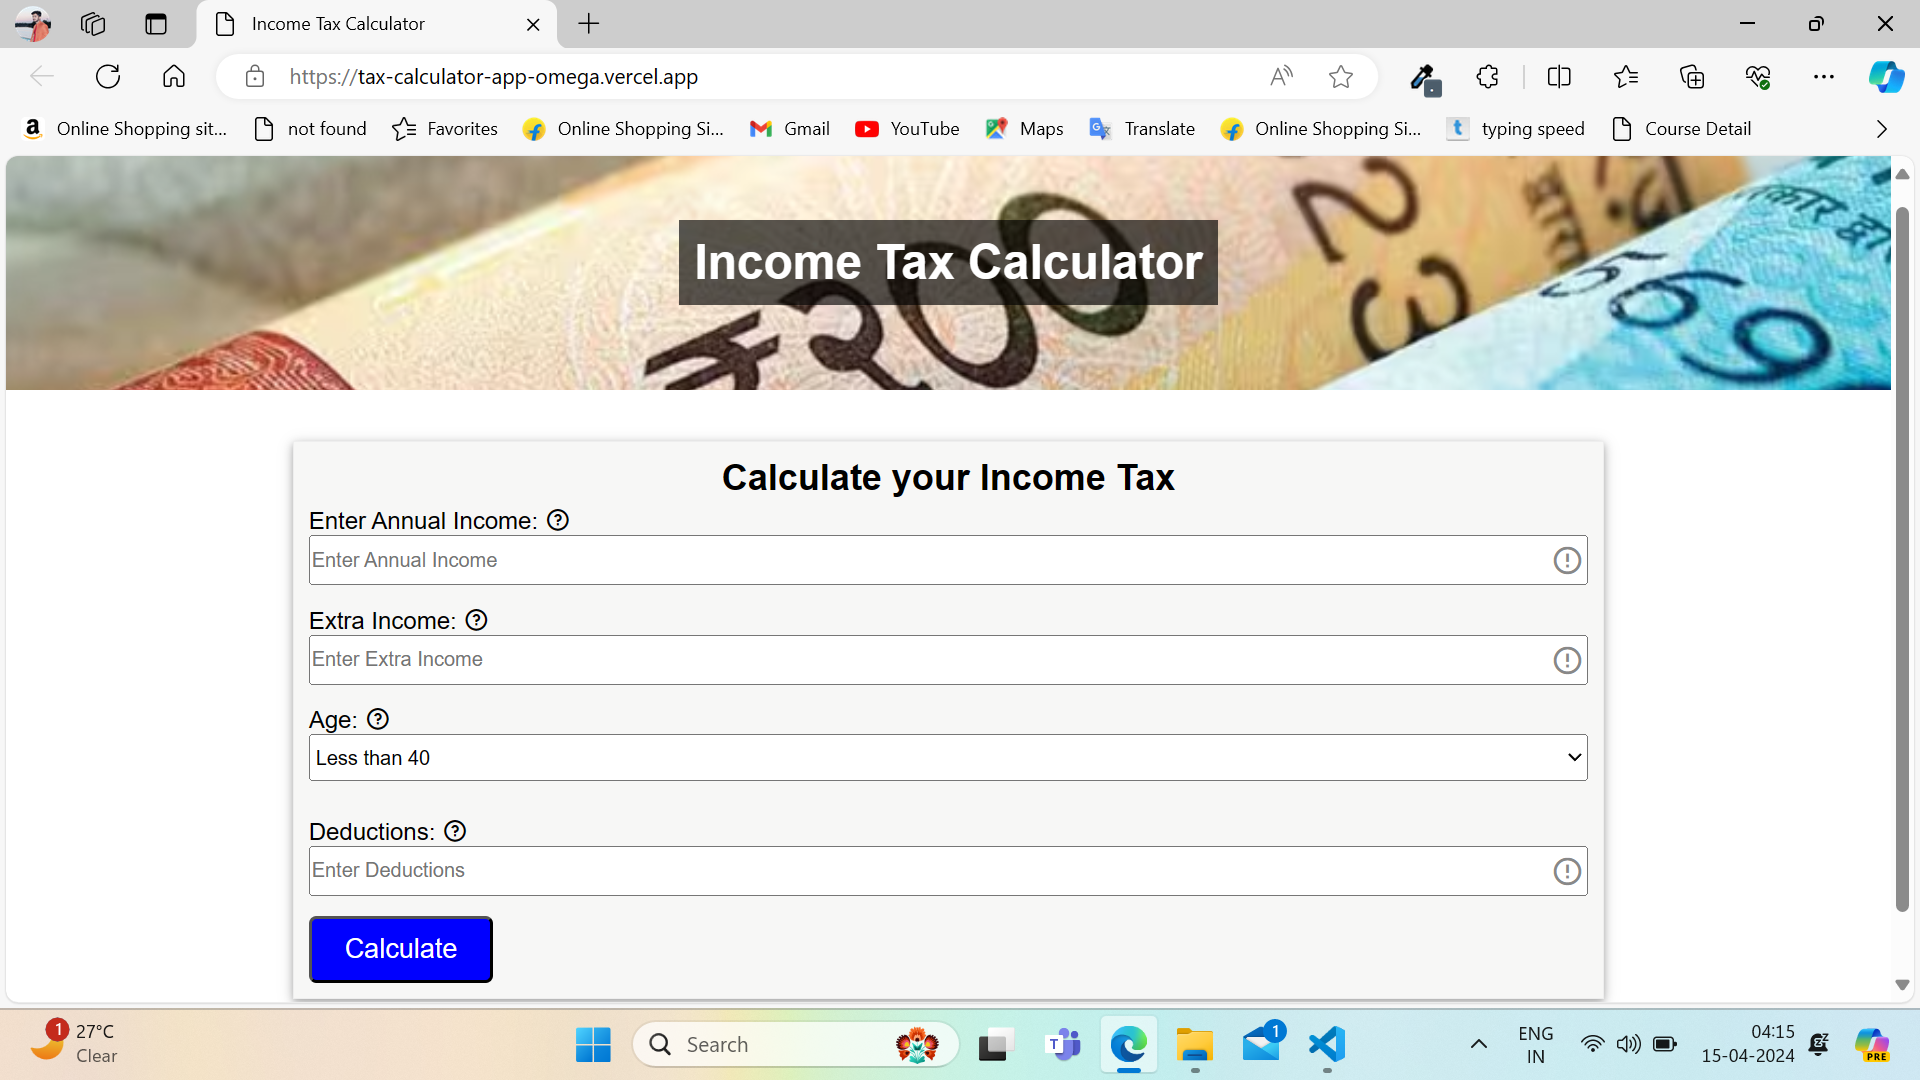 Income Tax Calculator
https://tax-calculator-app-omega.vercel.app
Online Shopping sit... not found Favorites Online Shopping Si... Gmail YouTube Maps Translate Online Shopping Si... typing speed Course Detail
Income Tax Calculator
₹२००
Calculate your Income Tax
Enter Annual Income:
Enter Annual Income
Extra Income:
Enter Extra Income
Age:
Less than 40
Deductions:
Enter Deductions
Calculate
1
27°C
Clear
Search
1
ENG
IN
04:15
15-04-2024
PRE